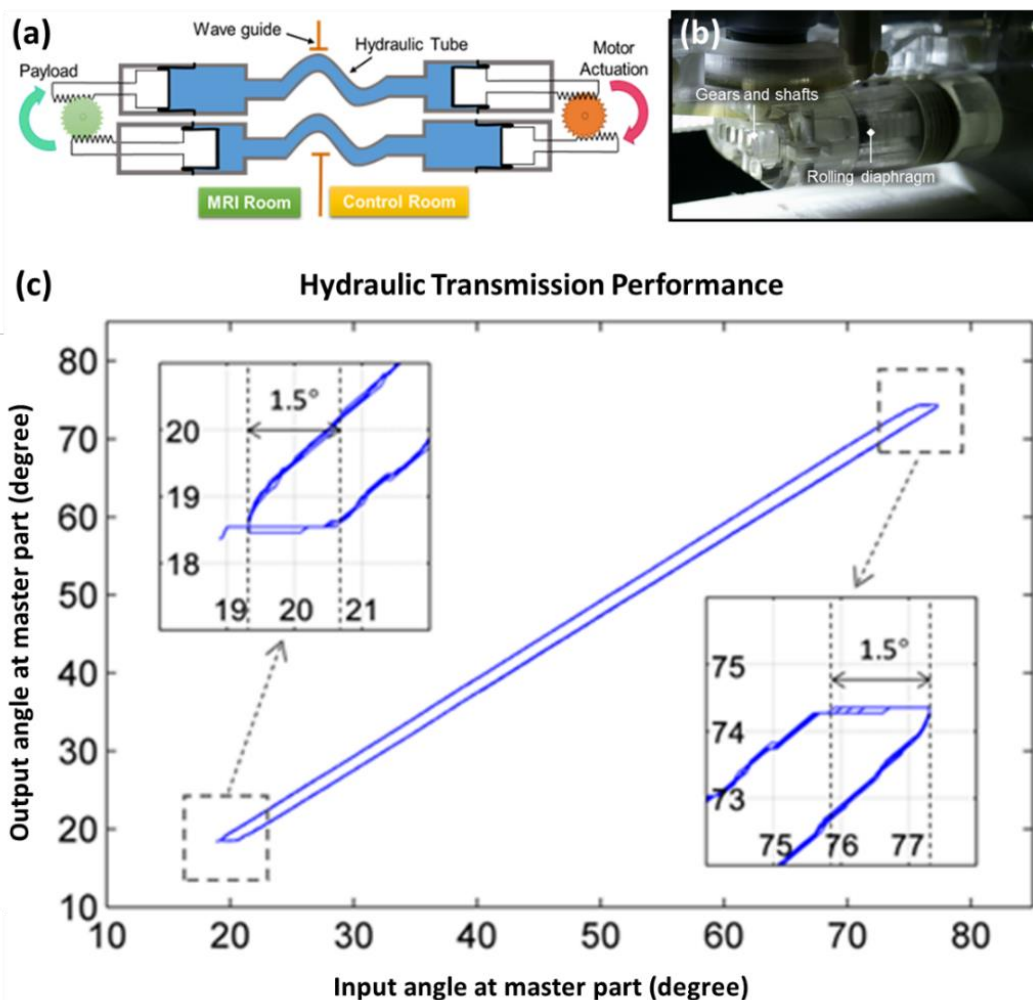 (a)
Wave guide
Hydraulic Tube
Payload
Motor
Actuation
MRI Room
Control Room
(b)
Gears and shafts
Rolling diaphragm
(c)
Hydraulic Transmission Performance
Output angle at master part (degree)
80
70
60
50
40
30
20
10
10 20 30 40 50 60 70 80
Input angle at master part (degree)
1.5°
20
19
18
19 20 21
1.5°
75
74
73
75 76 77